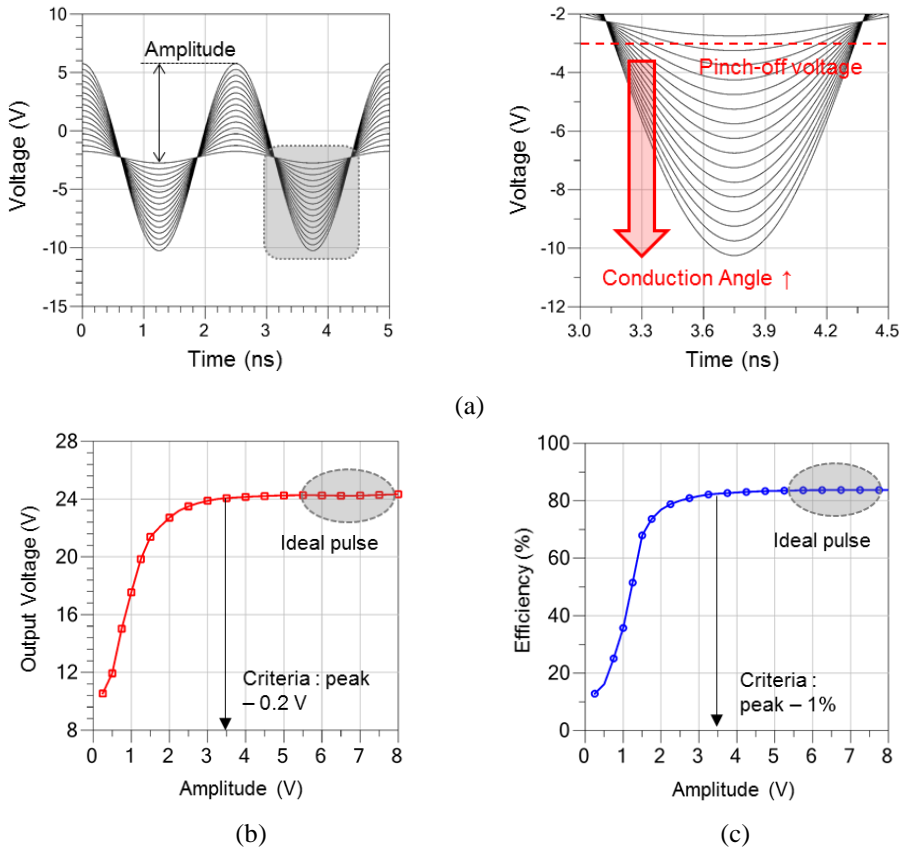 10
5
0
-5
-10
-15
Voltage (V)
Amplitude
0
1
2
3
4
5
Time (ns)
-2
-4
-6
-8
-10
-12
Voltage (V)
Pinch-off voltage
Conduction Angle ↑
3.0
3.3
3.6
3.9
4.2
4.5
Time (ns)
(a)
28
24
20
16
12
8
Output Voltage (V)
Ideal pulse
Criteria : peak
– 0.2 V
0
1
2
3
4
5
6
7
8
Amplitude (V)
(b)
100
80
60
40
20
0
Efficiency (%)
Ideal pulse
Criteria :
peak – 1%
0
1
2
3
4
5
6
7
8
Amplitude (V)
(c)